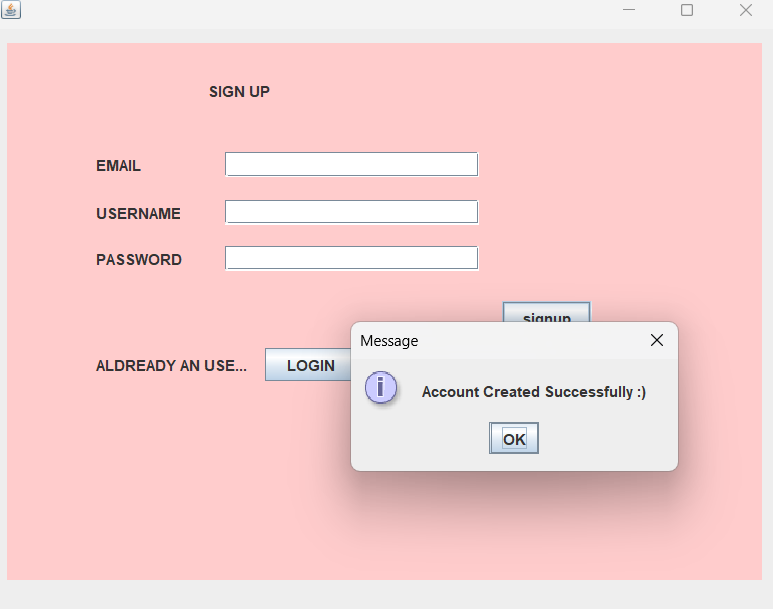 SIGN UP
EMAIL
USERNAME
PASSWORD
signup
Message
ALDREADY AN USE... LOGIN
Account Created Successfully :)
OK